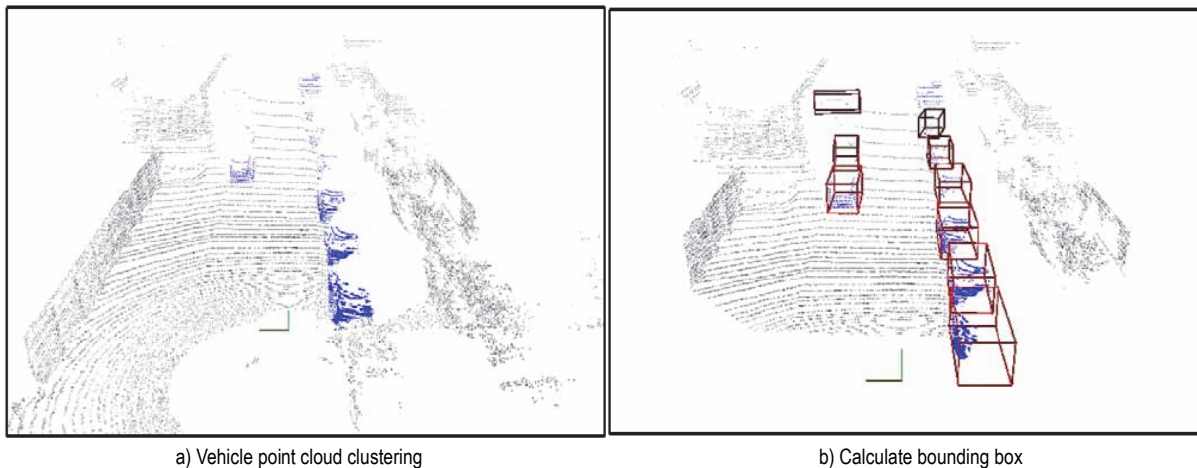 a) Vehicle point cloud clustering
b) Calculate bounding box